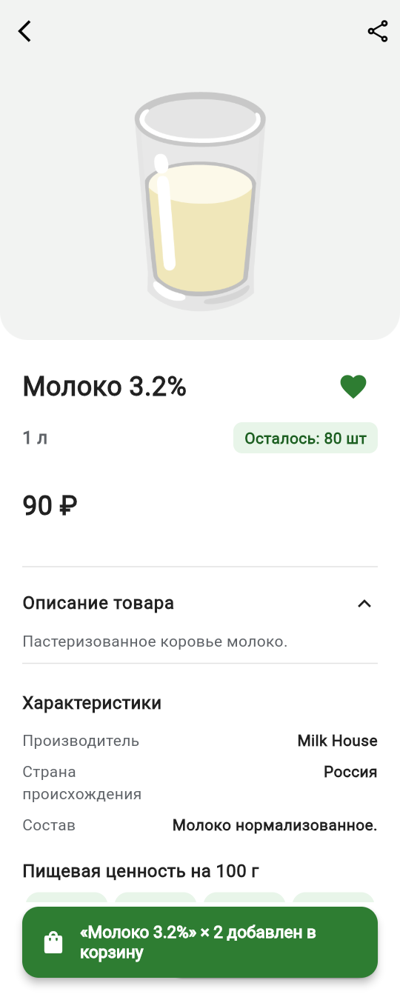 Молоко 3.2%
1 л
Осталось: 80 шт
90 ₽
Описание товара
Пастеризованное коровье молоко.
Характеристики
Производитель
Milk House
Страна
происхождения
Россия
Состав
Молоко нормализованное.
Пищевая ценность на 100 г
«Молоко 3.2%» × 2 добавлен в
корзину